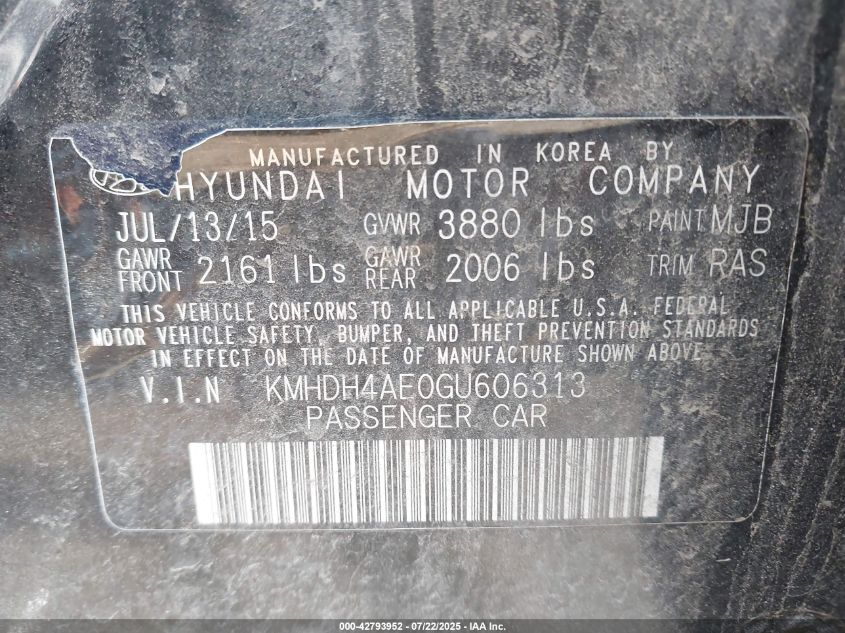 MANUFACTURED IN KOREA BY
HYUNDAI MOTOR COMPANY
JUL/13/15 GVWR 3880 lbs PAINT MJB
GAWR FRONT 2161 lbs GAWR REAR 2006 lbs TRIM RAS
THIS VEHICLE CONFORMS TO ALL APPLICABLE U.S.A. FEDERAL
MOTOR VEHICLE SAFETY, BUMPER, AND THEFT PREVENTION STANDARDS
IN EFFECT ON THE DATE OF MANUFACTURE SHOWN ABOVE.
V.I.N KMHDH4AE0GU606313
PASSENGER CAR
000-42793952 - 07/22/2025 - IAA Inc.